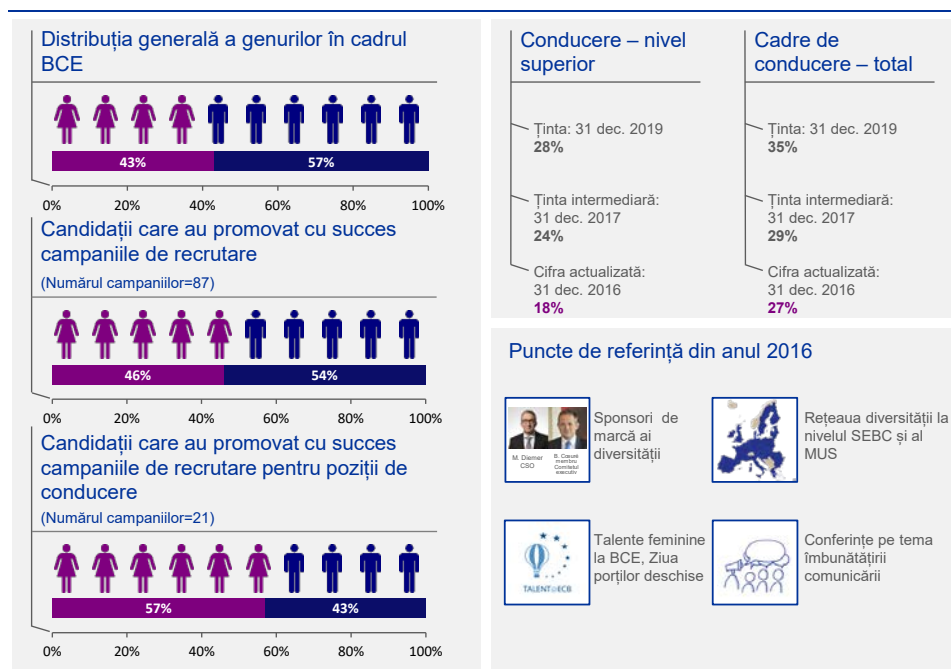 Distribuția generală a genurilor în cadrul
BCE
43%
57%
0%
20%
40%
60%
80%
100%
Candidații care au promovat cu succes
campaniile de recrutare
(Numărul campaniilor=87)
46%
54%
0%
20%
40%
60%
80%
100%
Candidații care au promovat cu succes
campaniile de recrutare pentru poziții de
conducere
(Numărul campaniilor=21)
57%
43%
0%
20%
40%
60%
80%
100%
Conducere – nivel
superior
Ținta: 31 dec. 2019
28%
Ținta intermediară:
31 dec. 2017
24%
Cifra actualizată:
31 dec. 2016
18%
Cadre de
conducere – total
Ținta: 31 dec. 2019
35%
Ținta intermediară:
31 dec. 2017
29%
Cifra actualizată:
31 dec. 2016
27%
Puncte de referință din anul 2016
M. Diemer
CSO
B. Cœuré
membru
Comitetul
executiv
Sponsori de
marcă ai
diversității
Rețeaua diversității la
nivelul SEBC și al
MUS
TALENT@ECB
Talente feminine
la BCE, Ziua
porților deschise
Conferințe pe tema
îmbunătățirii
comunicării